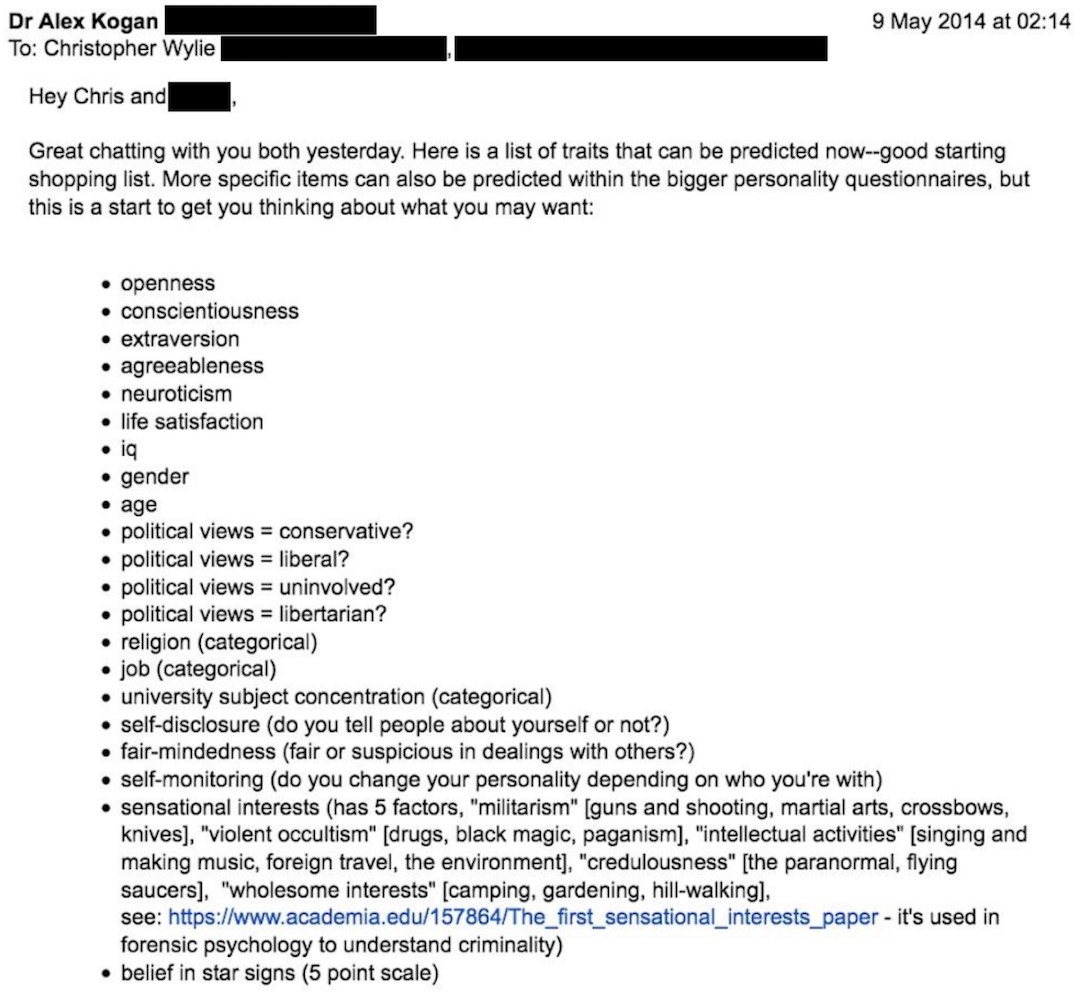 Dr Alex Kogan
9 May 2014 at 02:14
To: Christopher Wylie , 
Hey Chris and ,
Great chatting with you both yesterday. Here is a list of traits that can be predicted now--good starting
shopping list. More specific items can also be predicted within the bigger personality questionnaires, but
this is a start to get you thinking about what you may want:
• openness
• conscientiousness
• extraversion
• agreeableness
• neuroticism
• life satisfaction
• iq
• gender
• age
• political views = conservative?
• political views = liberal?
• political views = uninvolved?
• political views = libertarian?
• religion (categorical)
• job (categorical)
• university subject concentration (categorical)
• self-disclosure (do you tell people about yourself or not?)
• fair-mindedness (fair or suspicious in dealings with others?)
• self-monitoring (do you change your personality depending on who you're with)
• sensational interests (has 5 factors, "militarism" [guns and shooting, martial arts, crossbows,
knives], "violent occultism" [drugs, black magic, paganism], "intellectual activities" [singing and
making music, foreign travel, the environment], "credulousness" [the paranormal, flying
saucers], "wholesome interests" [camping, gardening, hill-walking],
see: https://www.academia.edu/157864/The_first_sensational_interests_paper - it's used in
forensic psychology to understand criminality)
• belief in star signs (5 point scale)